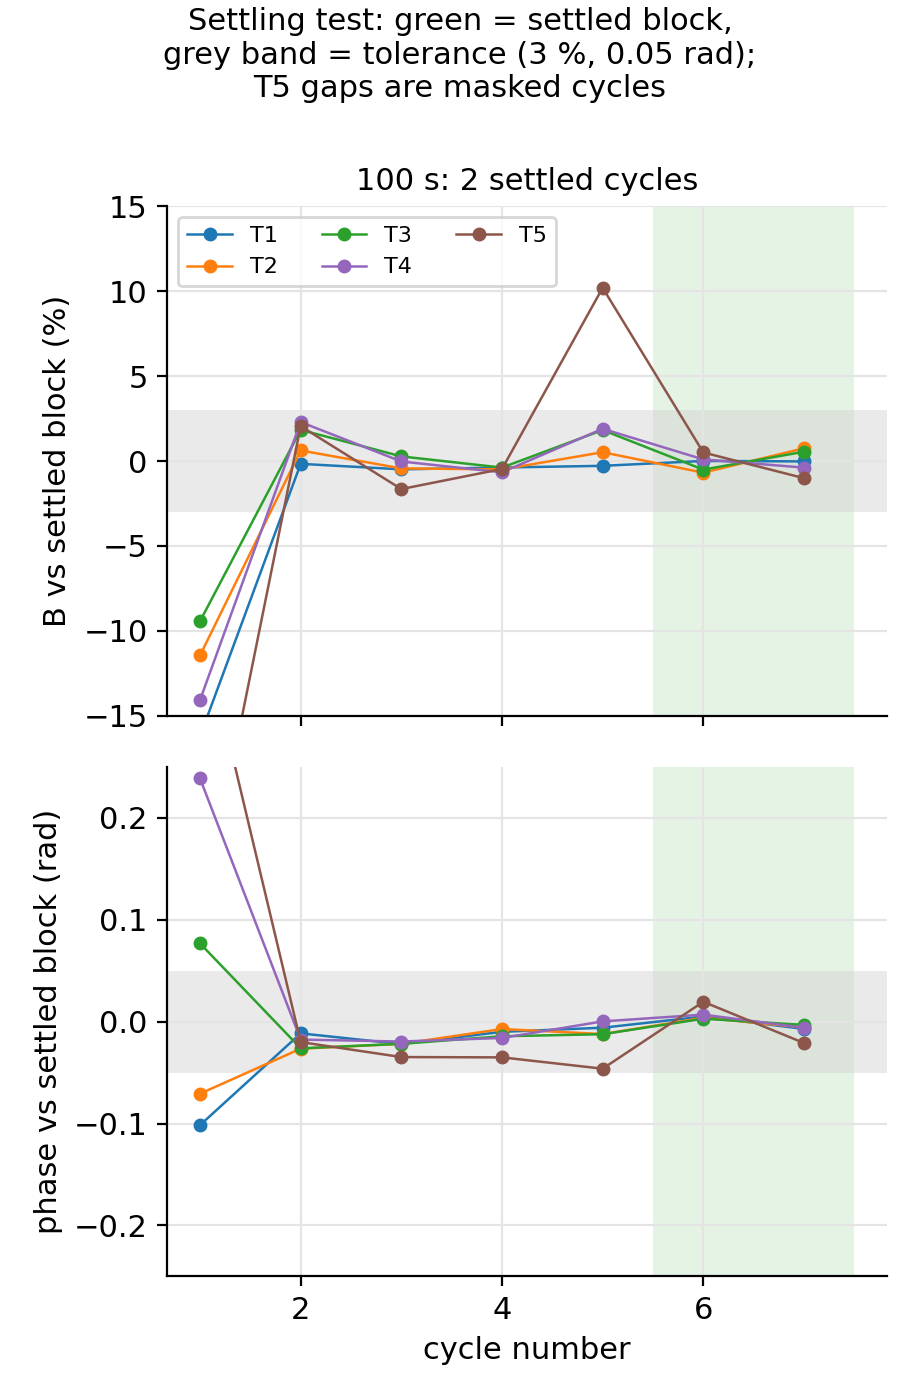 Settling test: green = settled block,
grey band = tolerance (3 %, 0.05 rad);
T5 gaps are masked cycles
100 s: 2 settled cycles
15
10
5
0
−5
−10
−15
B vs settled block (%)
T1
T3
T5
T2
T4
0.2
0.1
0.0
−0.1
−0.2
phase vs settled block (rad)
2
4
6
cycle number